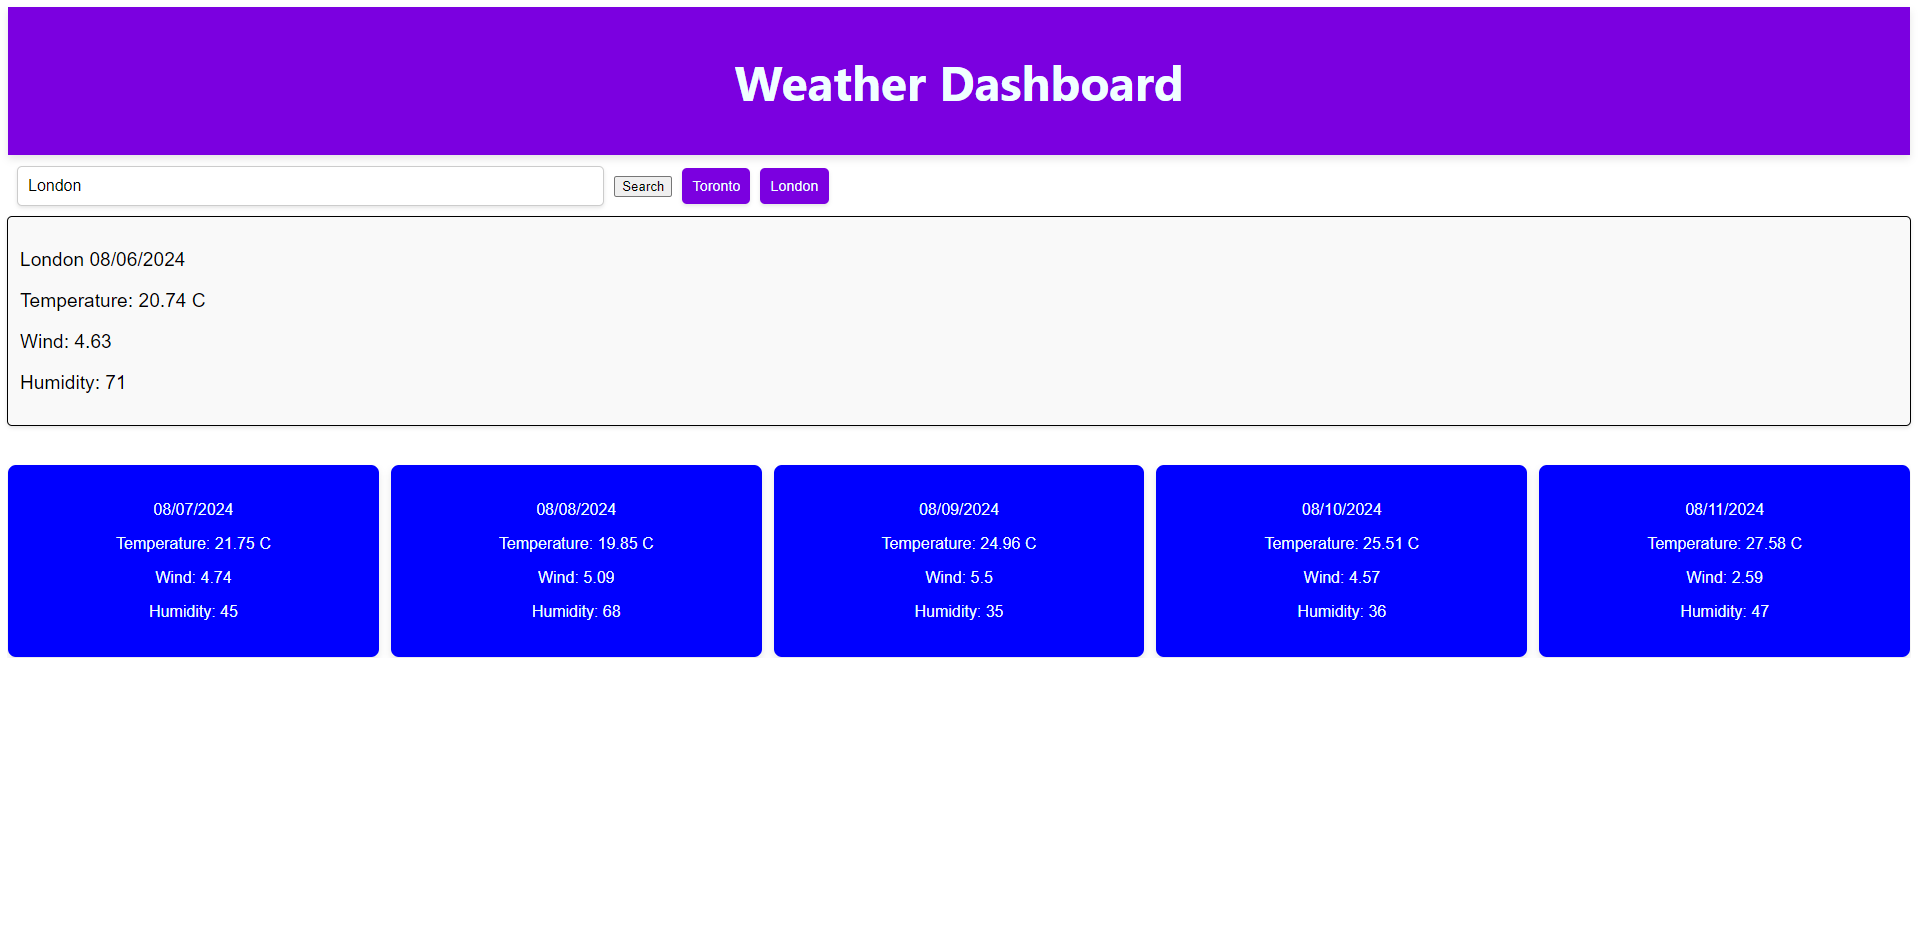 Weather Dashboard
London
Search
Toronto
London
London 08/06/2024
Temperature: 20.74 C
Wind: 4.63
Humidity: 71
08/07/2024
Temperature: 21.75 C
Wind: 4.74
Humidity: 45
08/08/2024
Temperature: 19.85 C
Wind: 5.09
Humidity: 68
08/09/2024
Temperature: 24.96 C
Wind: 5.5
Humidity: 35
08/10/2024
Temperature: 25.51 C
Wind: 4.57
Humidity: 36
08/11/2024
Temperature: 27.58 C
Wind: 2.59
Humidity: 47